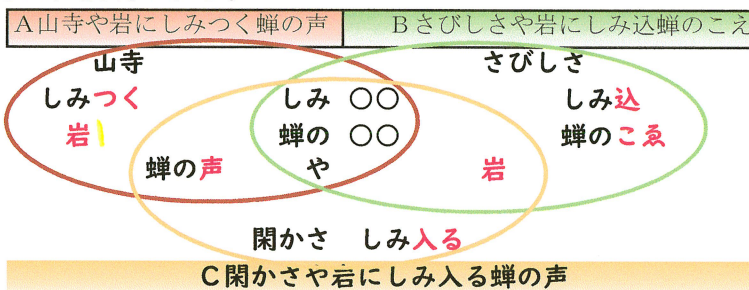 A山寺や岩にしみつく蝉の声 Bさびしさや岩にしみ込蝉のこえ
山寺 さびしさ
しみつく しみ ○○ しみ込
岩 蝉の ○○ 蝉のこゑ
蝉の声 や 岩
閑かさ しみ入る
C閑かさや岩にしみ入る蝉の声